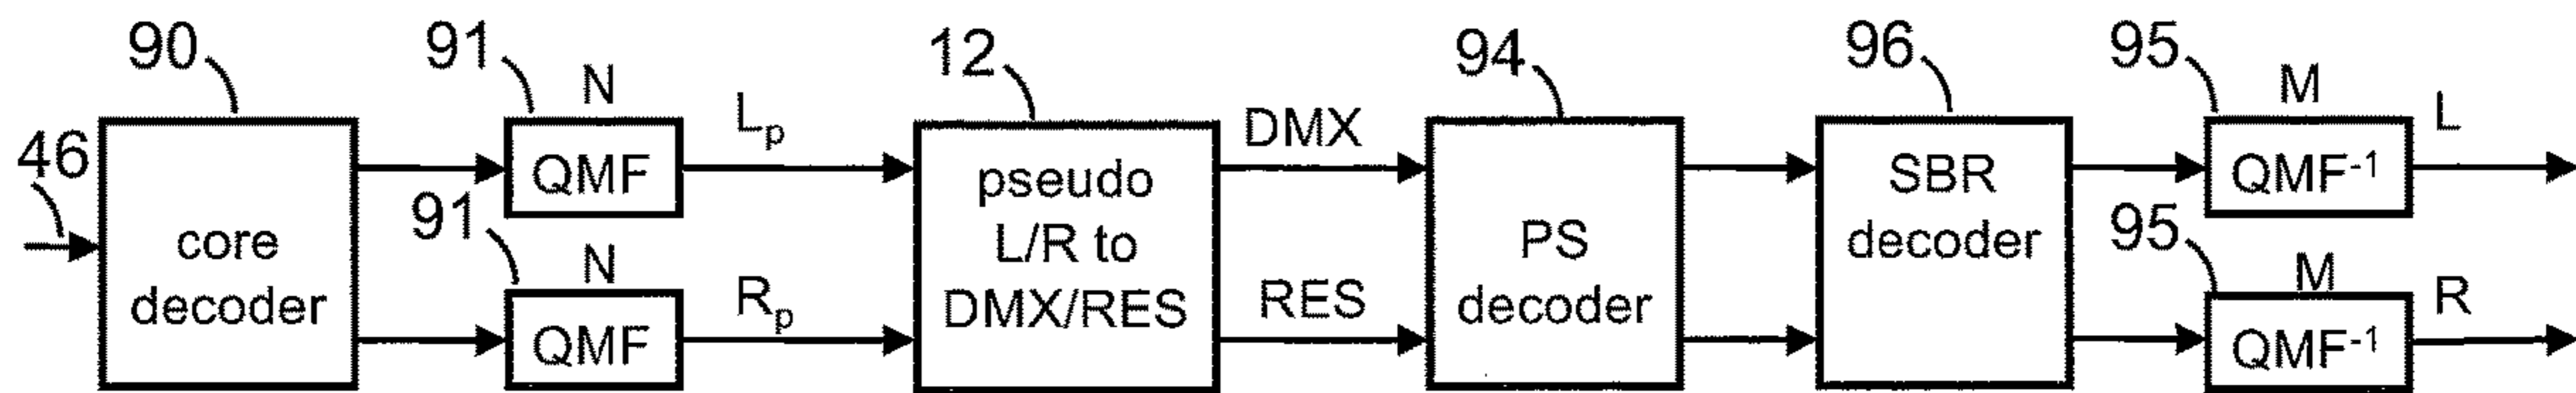 90
91
12
94
96
95
N
M
L
Lₚ
DMX
46
QMF
pseudo
SBR
QMF⁻¹
91
core
L/R to
PS
decoder
95
N
M
decoder
Rₚ
DMX/RES
RES
decoder
R
QMF
QMF⁻¹